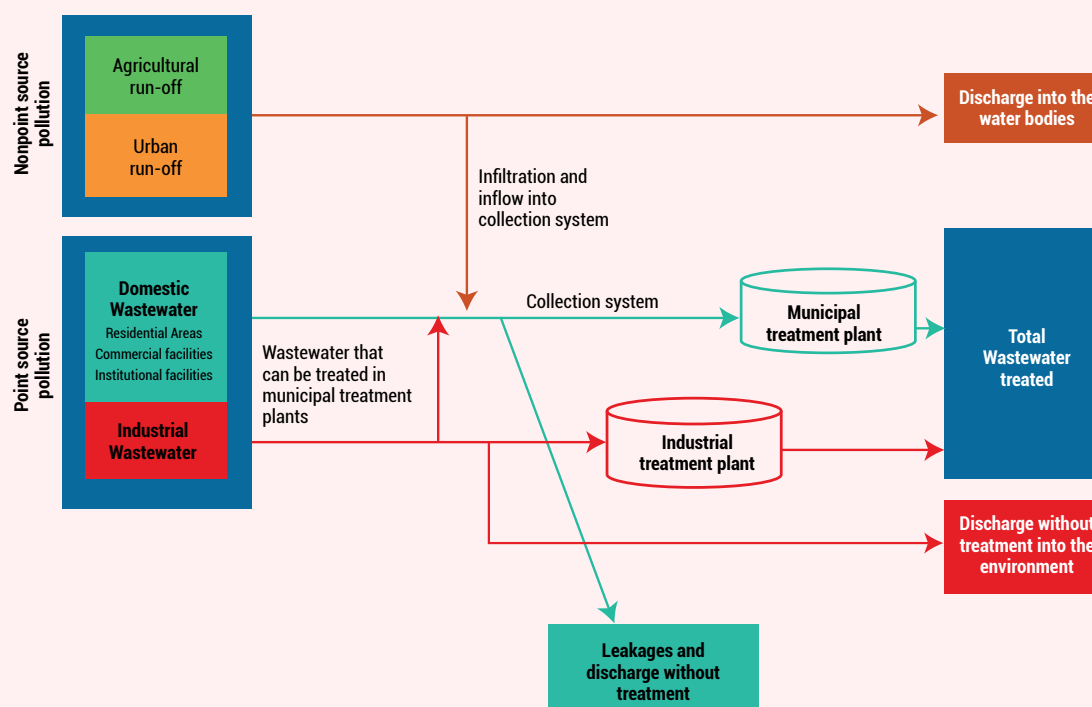 Nonpoint source
pollution
Agricultural
run-off
Urban
run-off
Discharge into the
water bodies
Infiltration and
inflow into
collection system
Point source
pollution
Domestic
Wastewater
Residential Areas
Commercial facilities
Institutional facilities
Industrial
Wastewater
Wastewater that
can be treated in
municipal treatment
plants
Collection system
Municipal
treatment plant
Industrial
treatment plant
Total
Wastewater
treated
Discharge without
treatment into the
environment
Leakages and
discharge without
treatment